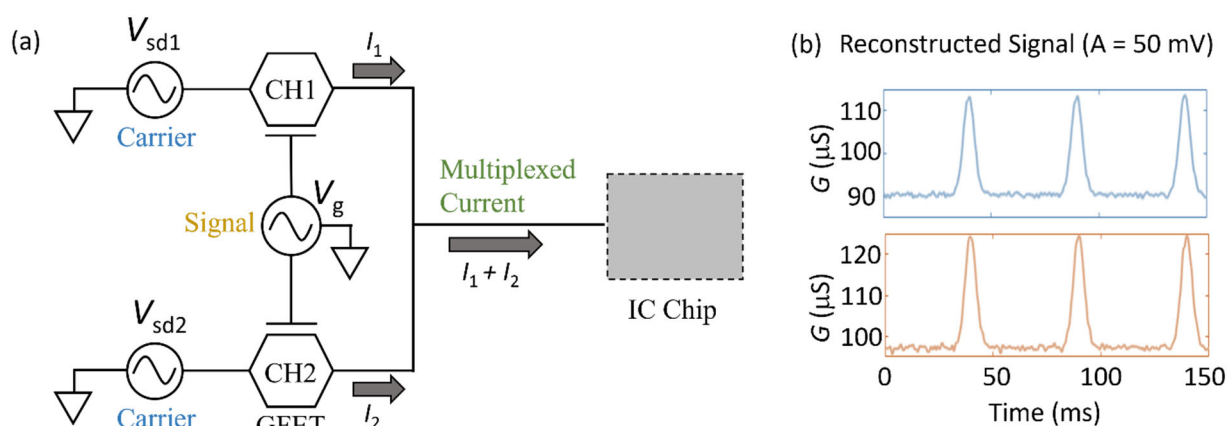 (a)
V_sd1
I_1
CH1
Carrier
Signal
V_g
Multiplexed
Current
I_1 + I_2
IC Chip
V_sd2
CH2
Carrier
I_2
GFET
(b) Reconstructed Signal (A = 50 mV)
G (µS)
110
100
90
G (µS)
120
110
100
0 50 100 150
Time (ms)